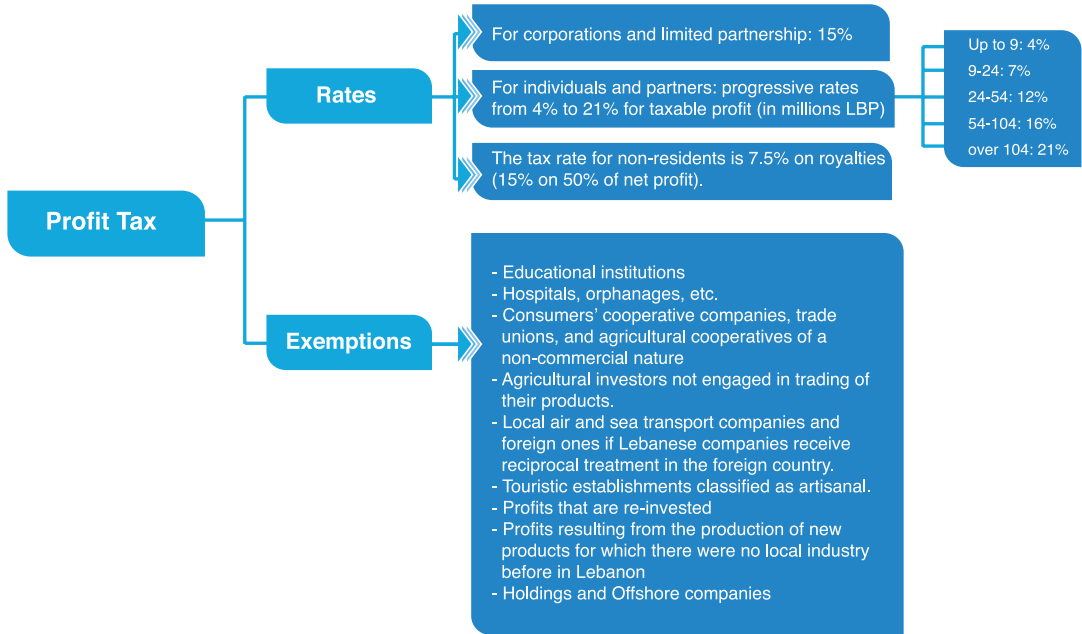 Profit Tax
Rates
For corporations and limited partnership: 15%
For individuals and partners: progressive rates
from 4% to 21% for taxable profit (in millions LBP)
Up to 9: 4%
9-24: 7%
24-54: 12%
54-104: 16%
over 104: 21%
The tax rate for non-residents is 7.5% on royalties
(15% on 50% of net profit).
Exemptions
- Educational institutions
- Hospitals, orphanages, etc.
- Consumers’ cooperative companies, trade
unions, and agricultural cooperatives of a
non-commercial nature
- Agricultural investors not engaged in trading of
their products.
- Local air and sea transport companies and
foreign ones if Lebanese companies receive
reciprocal treatment in the foreign country.
- Touristic establishments classified as artisanal.
- Profits that are re-invested
- Profits resulting from the production of new
products for which there were no local industry
before in Lebanon
- Holdings and Offshore companies